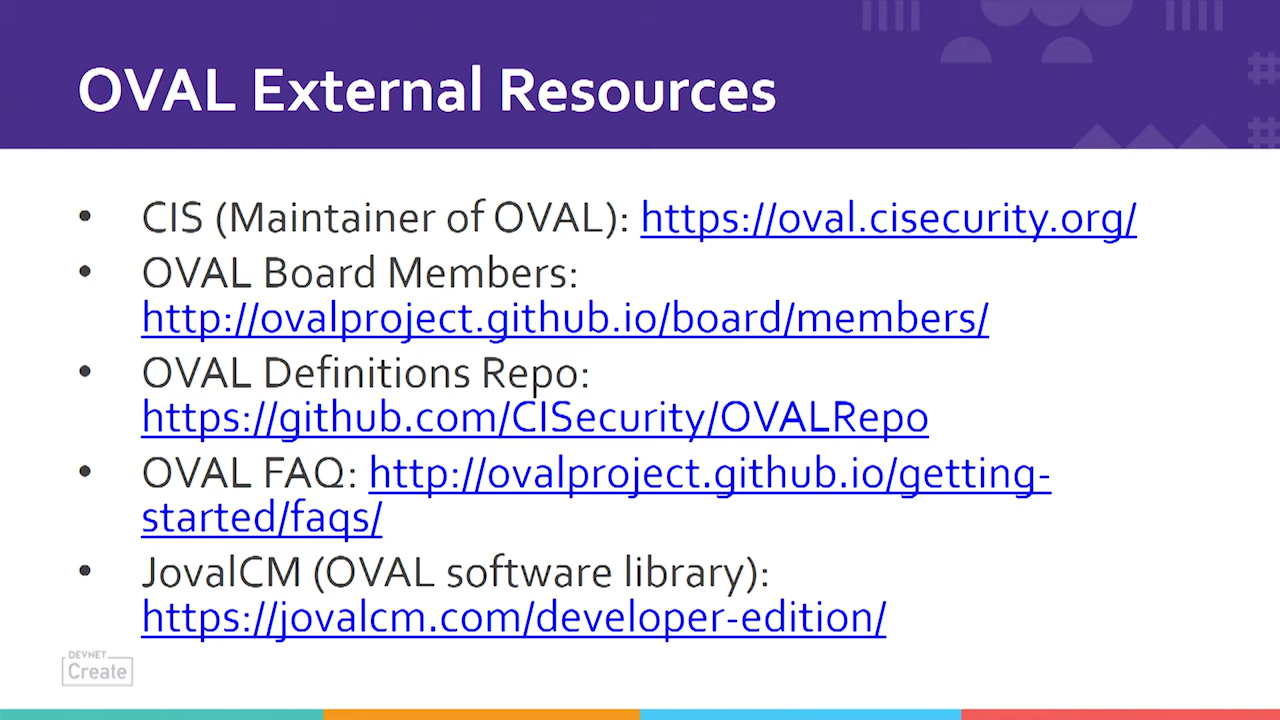 OVAL External Resources
• CIS (Maintainer of OVAL): https://oval.cisecurity.org/
• OVAL Board Members:
http://ovalproject.github.io/board/members/
• OVAL Definitions Repo:
https://github.com/CISecurity/OVALRepo
• OVAL FAQ: http://ovalproject.github.io/getting-
started/faqs/
• JovalCM (OVAL software library):
https://jovalcm.com/developer-edition/
DEVNET
Create